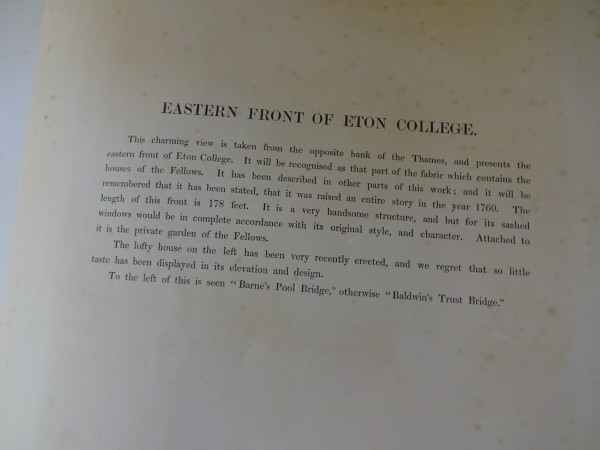 EASTERN FRONT OF ETON COLLEGE.
This charming view is taken from the opposite bank of the Thames, and presents the
eastern front of Eton College. It will be recognised as that part of the fabric which contains the
houses of the Fellows. It has been described in other parts of this work; and it will be
remembered that it has been stated, that it was raised an entire story in the year 1760. The
length of this front is 178 feet. It is a very handsome structure, and but for its sashed
windows would be in complete accordance with its original style, and character. Attached to
it is the private garden of the Fellows.
The lofty house on the left has been very recently erected, and we regret that so little
taste has been displayed in its elevation and design.
To the left of this is seen "Barne's Pool Bridge," otherwise "Baldwin's Trust Bridge."